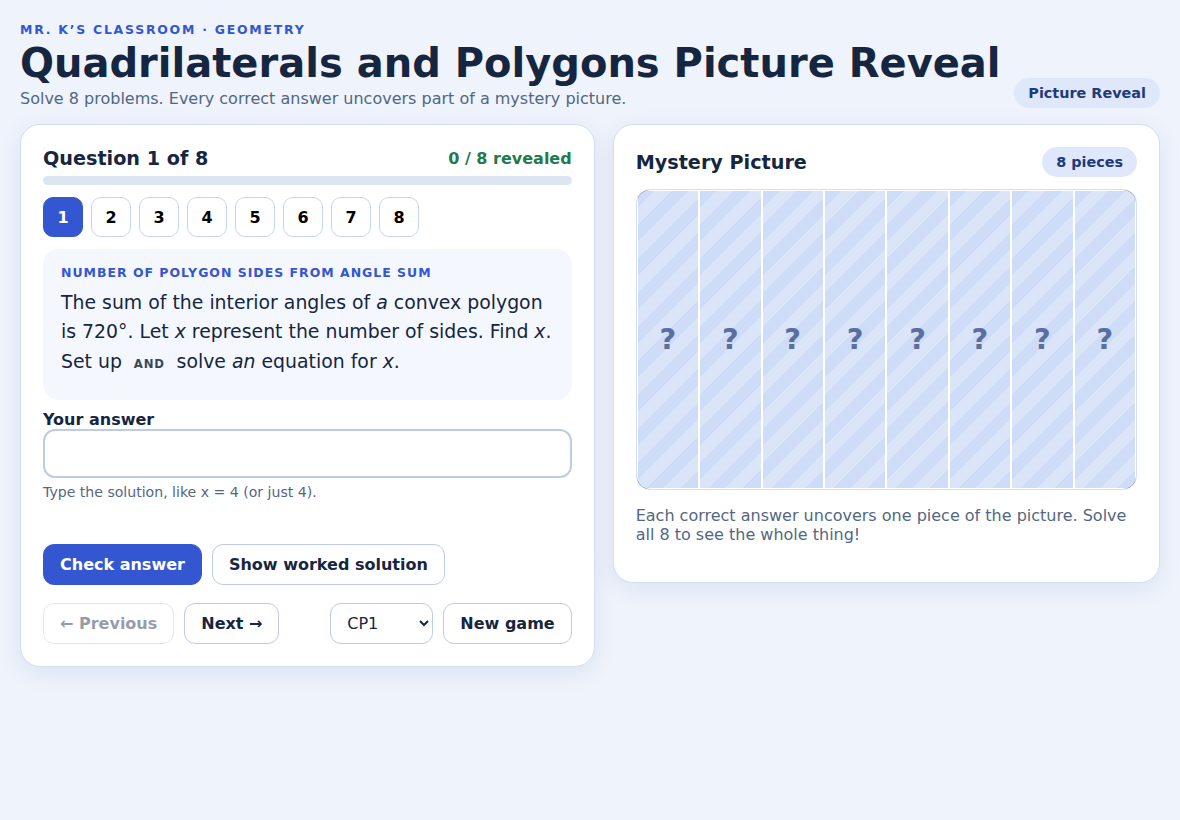 MR. K’S CLASSROOM · GEOMETRY
Quadrilaterals and Polygons Picture Reveal
Solve 8 problems. Every correct answer uncovers part of a mystery picture.
Picture Reveal
Question 1 of 8
0 / 8 revealed
1 2 3 4 5 6 7 8
NUMBER OF POLYGON SIDES FROM ANGLE SUM
The sum of the interior angles of a convex polygon
is 720°. Let x represent the number of sides. Find x.
Set up AND solve an equation for x.
Your answer
Type the solution, like x = 4 (or just 4).
Check answer
Show worked solution
← Previous
Next →
CP1
New game
Mystery Picture
8 pieces
? ? ? ? ? ? ? ?
Each correct answer uncovers one piece of the picture. Solve
all 8 to see the whole thing!